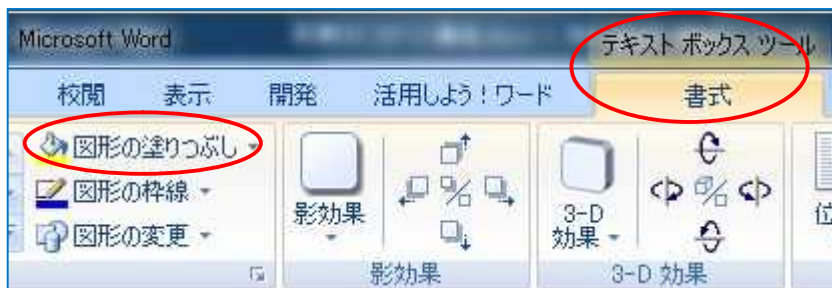 Microsoft Word テキスト ボックス ツール
校閲 表示 開発 活用しよう！ワード 書式
図形の塗りつぶし
図形の枠線
図形の変更
影効果
3-D
効果
影効果
3-D 効果